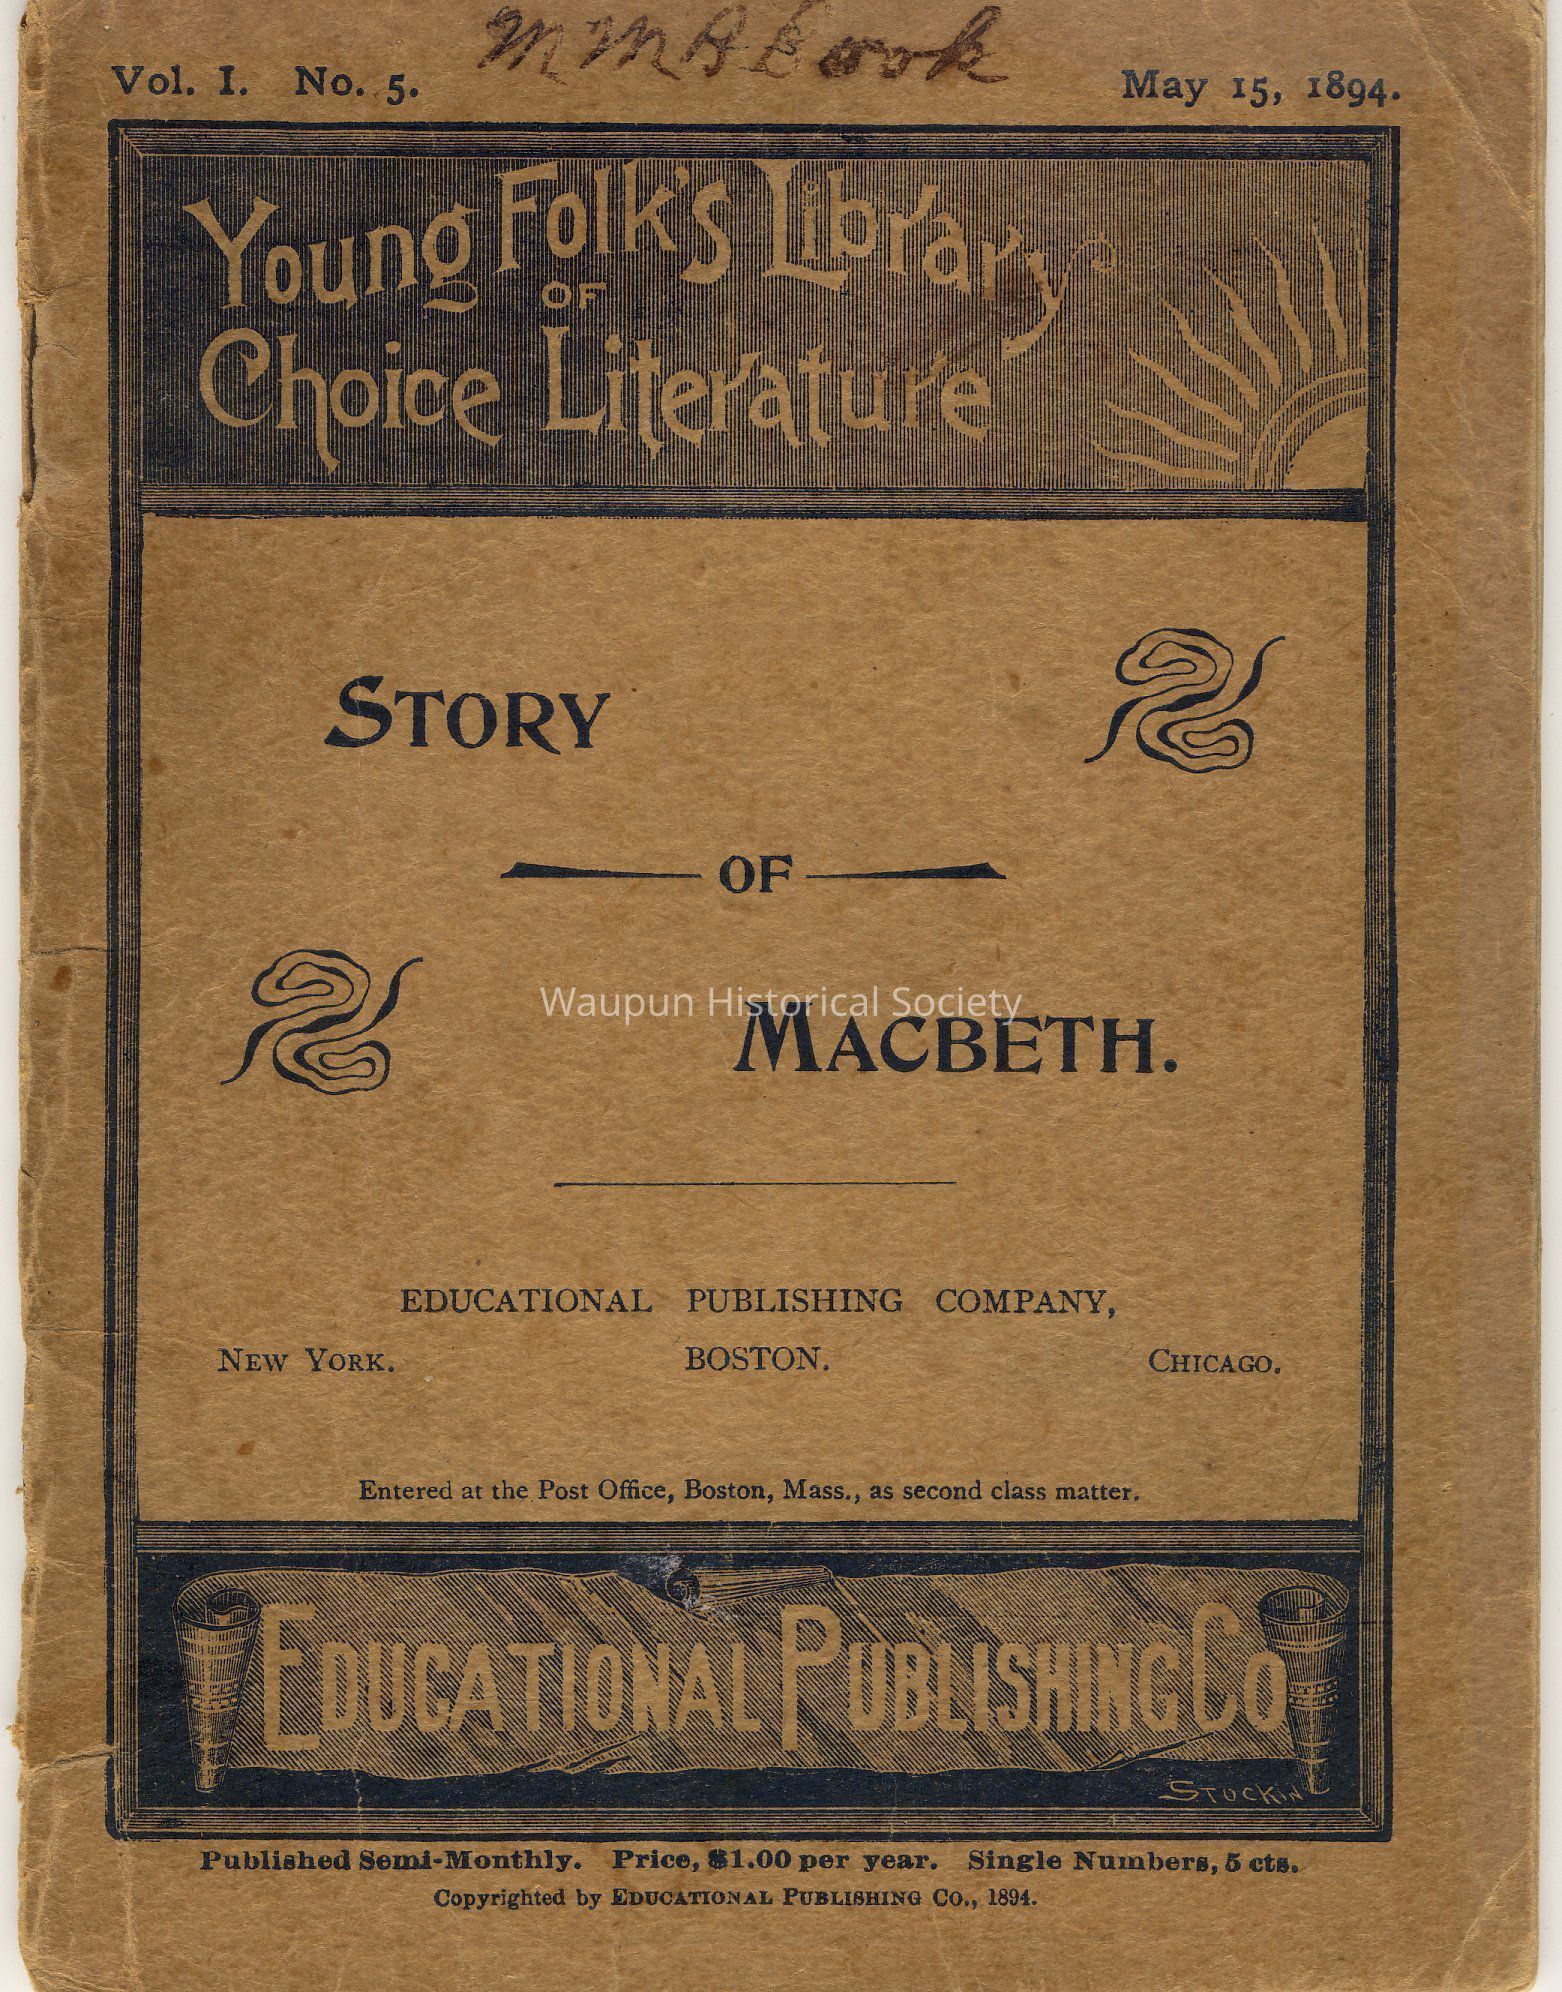 Vol. I. No. 5.
May 15, 1894.
Young Folk's Library
OF
Choice Literature
STORY
OF
MACBETH.
Waupun Historical Society
EDUCATIONAL PUBLISHING COMPANY,
NEW YORK. BOSTON. CHICAGO.
Entered at the Post Office, Boston, Mass., as second class matter.
EDUCATIONAL PUBLISHING Co
STOCKIN
Published Semi-Monthly. Price, $1.00 per year. Single Numbers, 5 cts.
Copyrighted by EDUCATIONAL PUBLISHING CO., 1894.